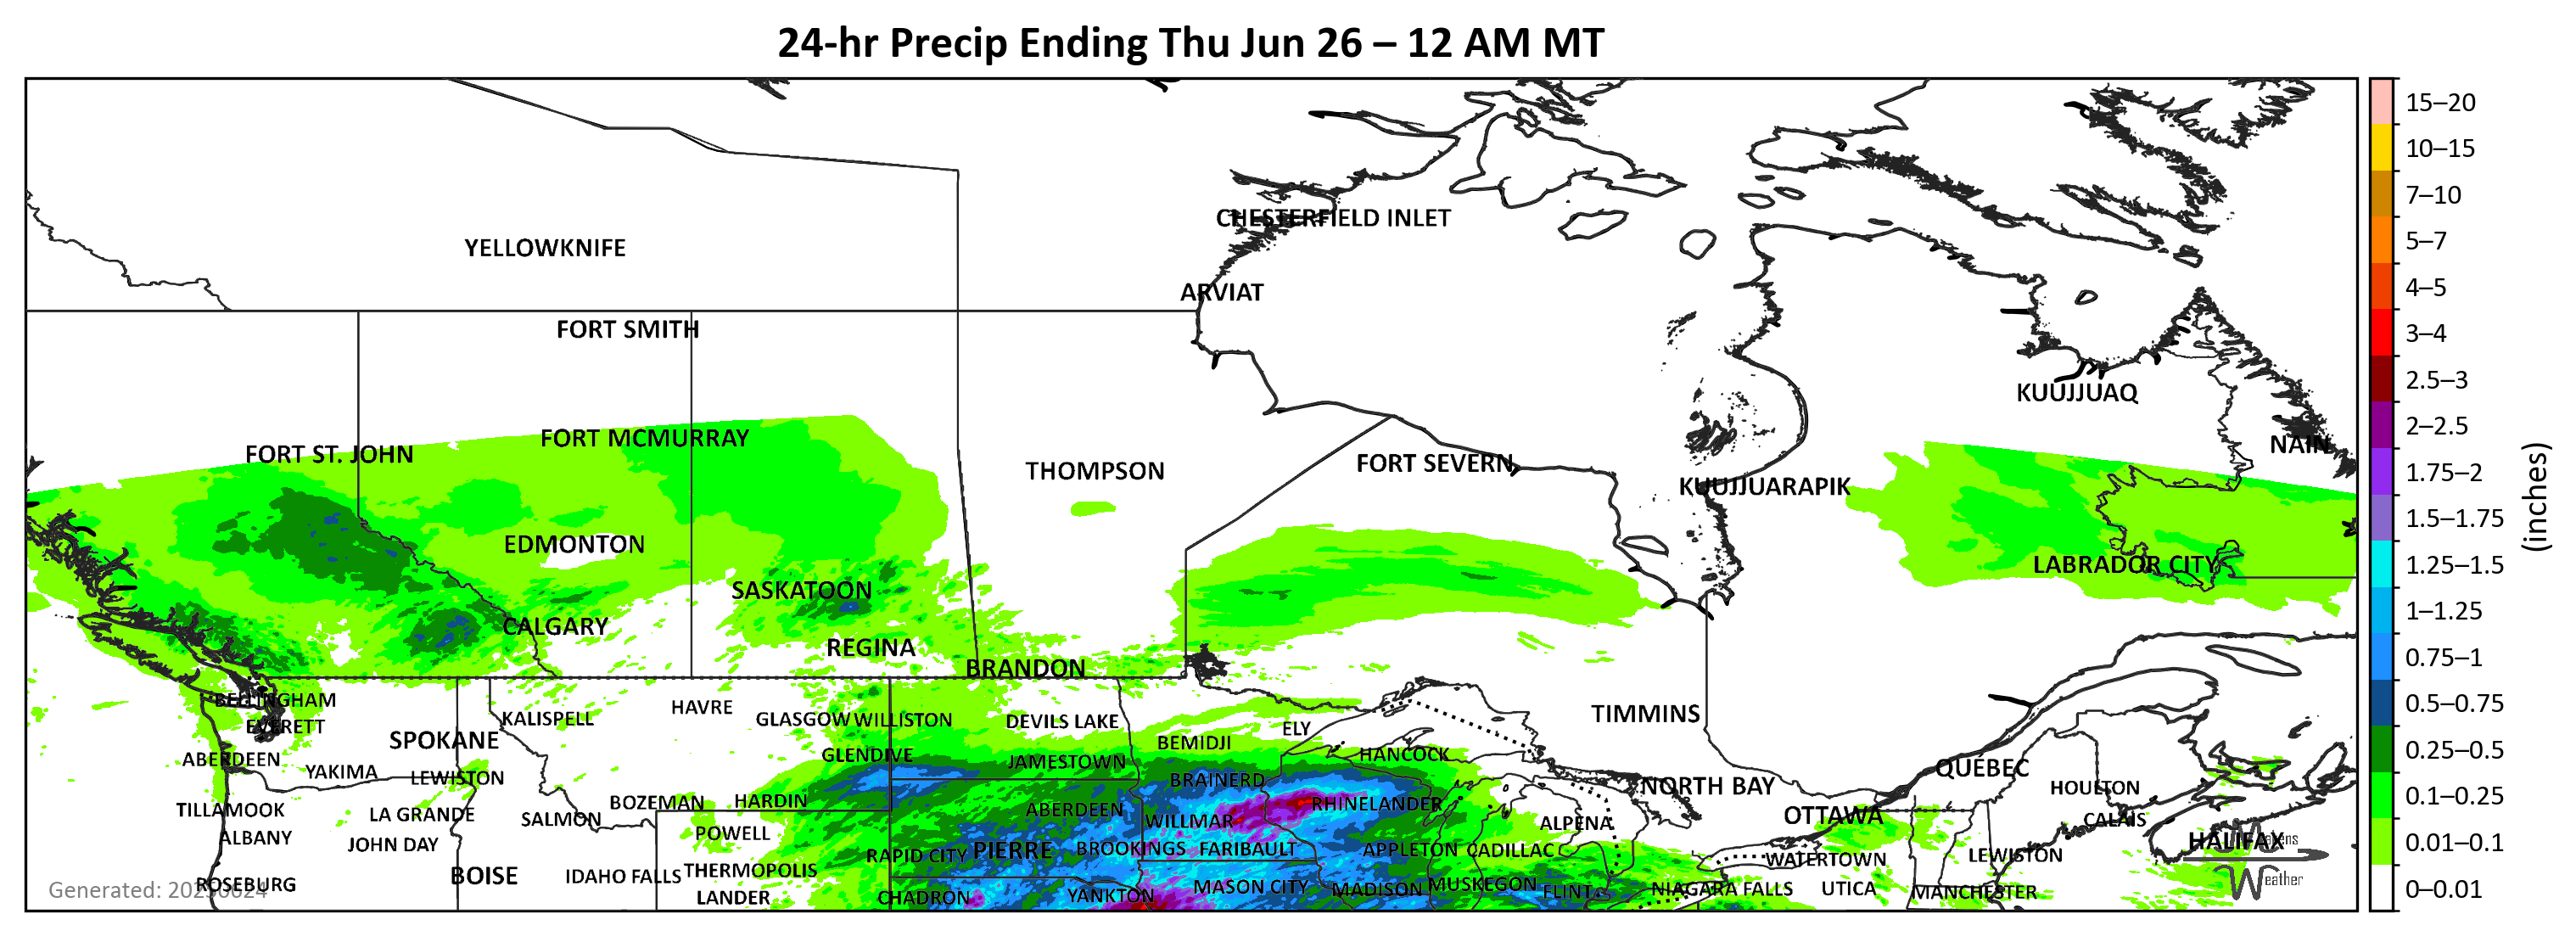 24-hr Precip Ending Thu Jun 26 – 12 AM MT
15–20
10–15
CHESTERFIELD INLET
7–10
YELLOWKNIFE
5–7
ARVIAT
4–5
FORT SMITH
3–4
KUUJJUAQ
2.5–3
FORT MCMURRAY
NAIN
2–2.5
FORT ST. JOHN
FORT SEVERN
THOMPSON
1.75–2
KUUJJUARAPIK
(inches)
1.5–1.75
EDMONTON
LABRADOR CITY
1.25–1.5
SASKATOON
1–1.25
CALGARY
REGINA
0.75–1
BRANDON
BELLINGHAM
0.5–0.75
HAVRE
TIMMINS
KALISPELL
GLASGOW
WILLISTON
DEVILS LAKE
EVERETT
ELY
SPOKANE
BEMIDJI
0.25–0.5
GLENDIVE
HANCOCK
ABERDEEN
JAMESTOWN
QUÉBEC
YAKIMA
LEWISTON
BRAINERD
NORTH BAY
HOULTON
0.1–0.25
BOZEMAN
HARDIN
RHINELANDER
TILLAMOOK
LA GRANDE
SALMON
ABERDEEN
WILLMAR
ALPENA
OTTAWA
CALAIS
ALBANY
JOHN DAY
POWELL
HALIFAX
0.01–0.1
RAPID CITY
PIERRE
BROOKINGS
FARIBAULT
APPLETON
CADILLAC
WATERTOWN
LEWISTON
BOISE
IDAHO FALLS
THERMOPOLIS
Weather
ROSEBURG
MASON CITY
MADISON
MUSKEGON
FLINT
NIAGARA FALLS
UTICA
MANCHESTER
0–0.01
LANDER
CHADRON
YANKTON